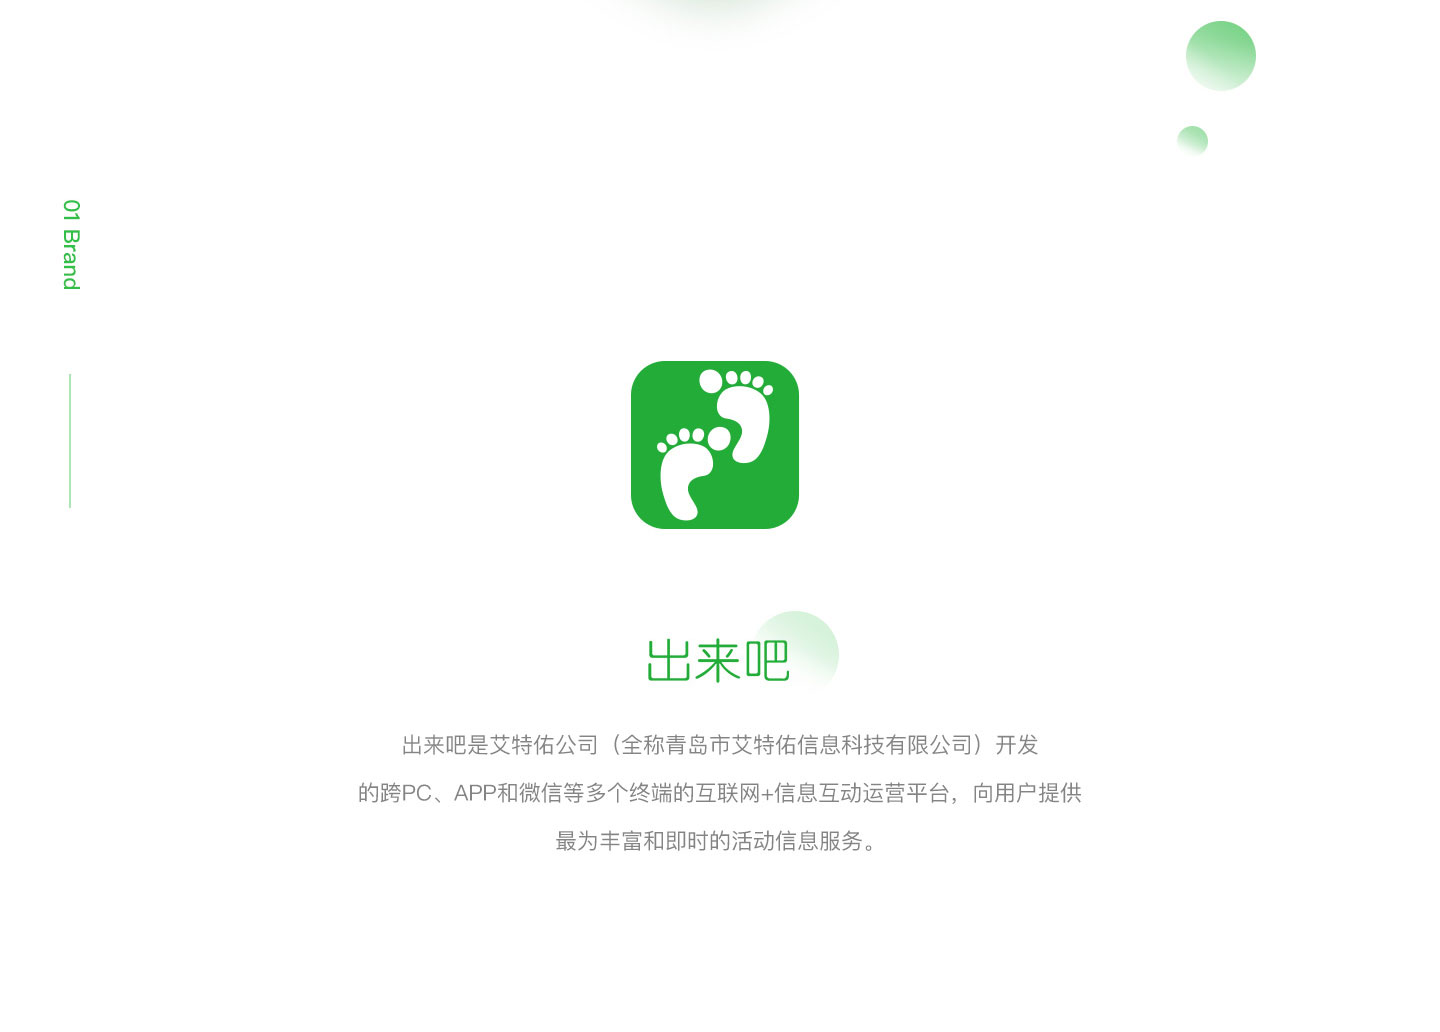 01 Brand
出来吧
出来吧是艾特佑公司（全称青岛市艾特佑信息科技有限公司）开发
的跨PC、APP和微信等多个终端的互联网+信息互动运营平台，向用户提供
最为丰富和即时的活动信息服务。